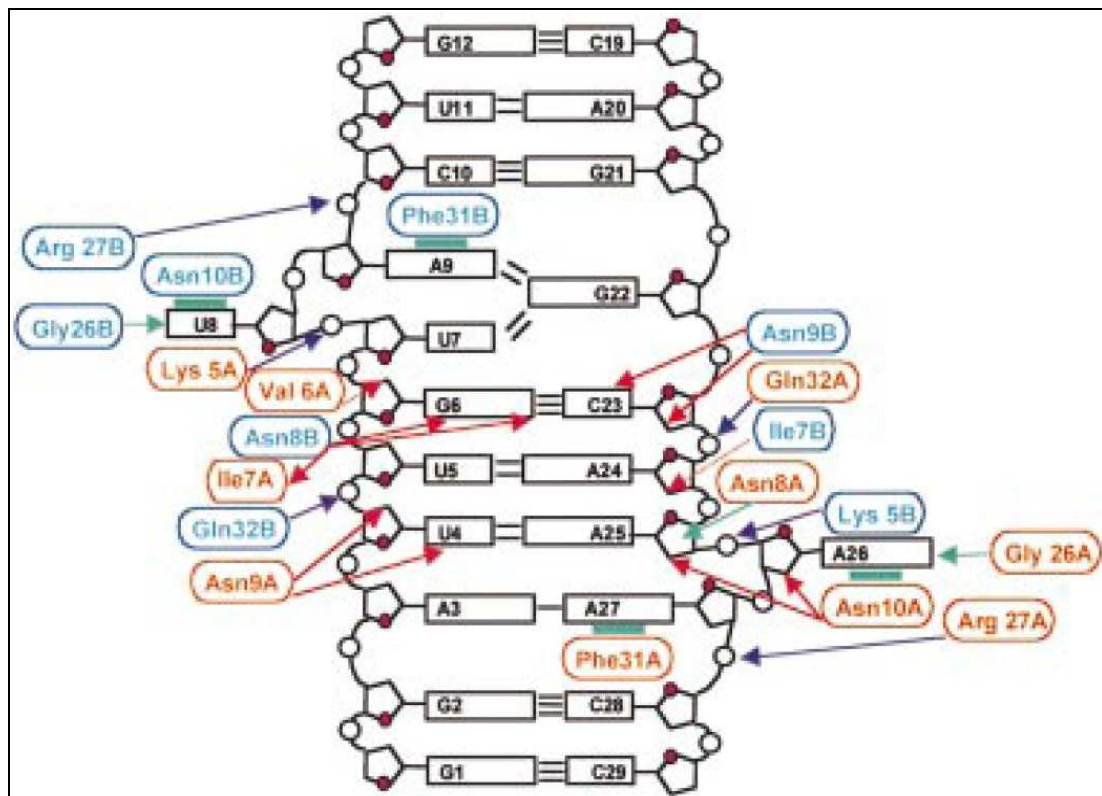 G12 C19
U11 A20
C10 G21
Phe31B
Arg 27B
A9
Asn10B
G22
Gly26B U8 U7 Asn9B
Lys 5A
Val 6A Gln32A
G6 C23
Asn8B Ile7B
Ile7A U5 A24 Asn8A
Gln32B Lys 5B
U4 A25
A26 Gly 26A
Asn9A
A3 A27 Asn10A
Arg 27A
Phe31A
G2 C28
G1 C29